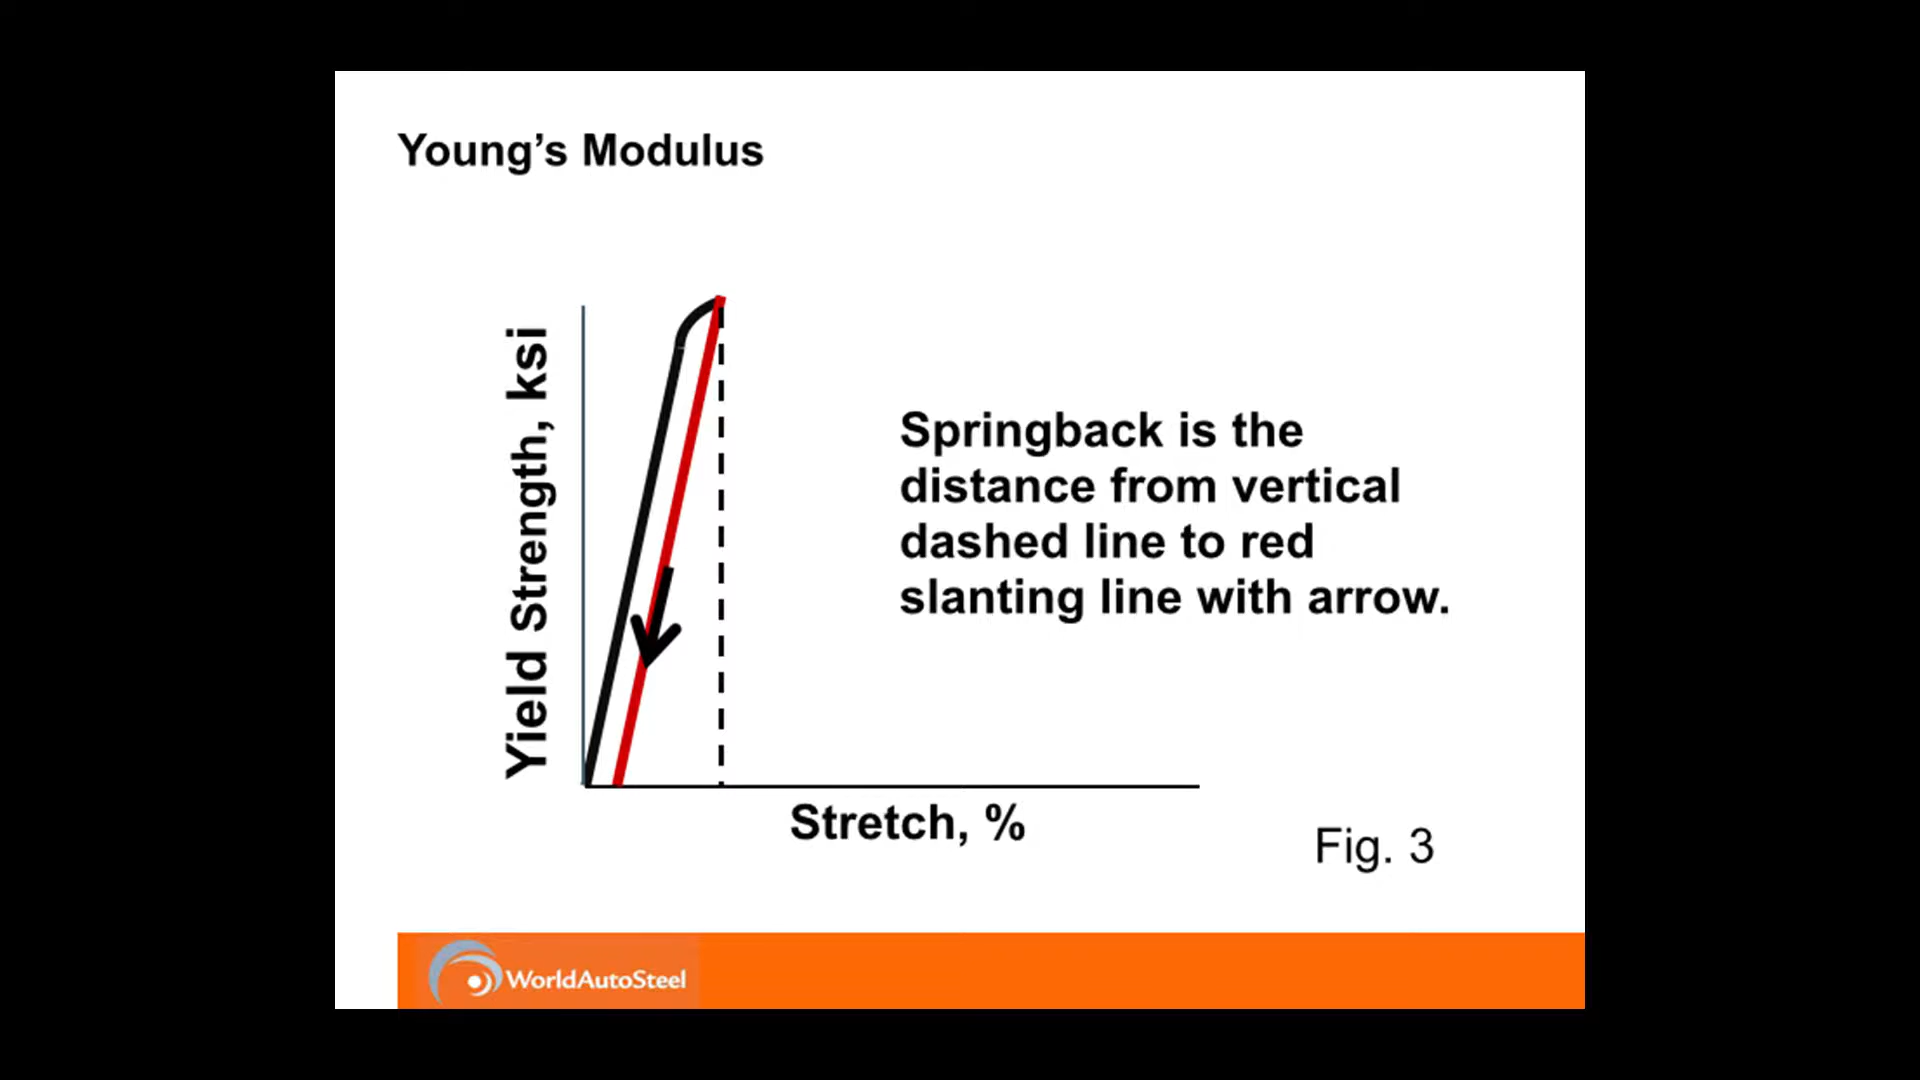 Young’s Modulus
Yield Strength, ksi
Springback is the
distance from vertical
dashed line to red
slanting line with arrow.
Stretch, %
Fig. 3
WorldAutoSteel